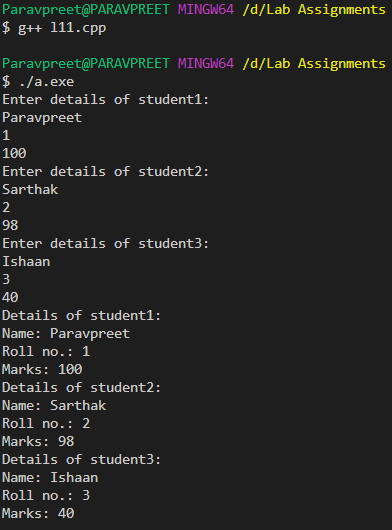 Paravpreet@PARAVPREET MINGW64 /d/Lab Assignments
$ g++ l11.cpp
Paravpreet@PARAVPREET MINGW64 /d/Lab Assignments
$ ./a.exe
Enter details of student1:
Paravpreet
1
100
Enter details of student2:
Sarthak
2
98
Enter details of student3:
Ishaan
3
40
Details of student1:
Name: Paravpreet
Roll no.: 1
Marks: 100
Details of student2:
Name: Sarthak
Roll no.: 2
Marks: 98
Details of student3:
Name: Ishaan
Roll no.: 3
Marks: 40